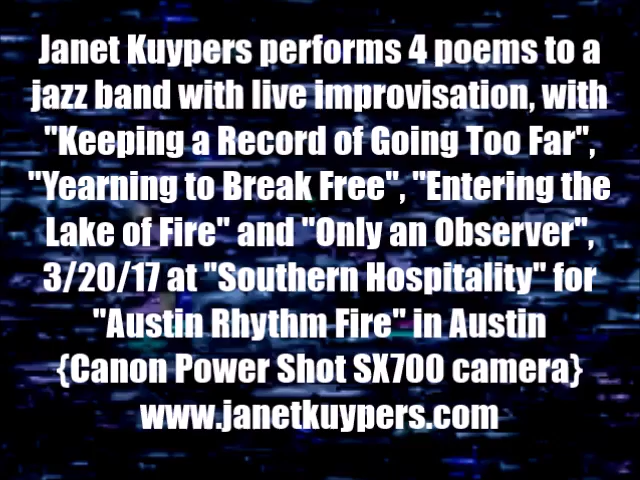 Janet Kuypers performs 4 poems to a
jazz band with live improvisation, with
"Keeping a Record of Going Too Far",
"Yearning to Break Free", "Entering the
Lake of Fire" and "Only an Observer",
3/20/17 at "Southern Hospitality" for
"Austin Rhythm Fire" in Austin
{Canon Power Shot SX700 camera}
www.janetkuypers.com